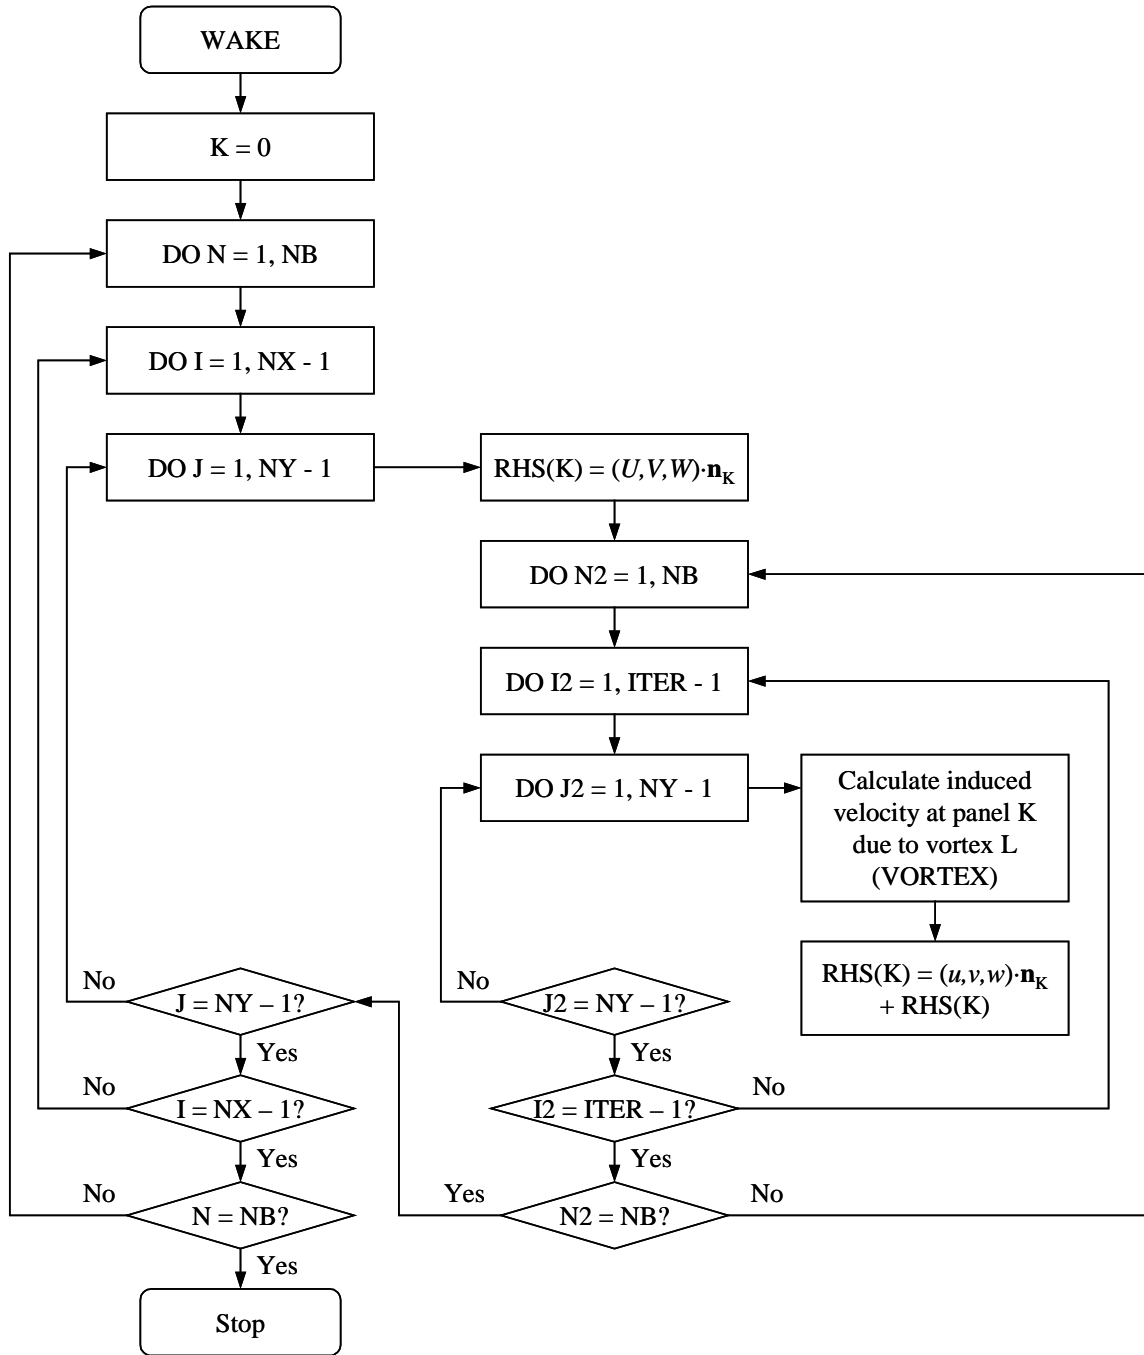 WAKE
K = 0
DO N = 1, NB
DO I = 1, NX - 1
DO J = 1, NY - 1
RHS(K) = (U,V,W)·nK
DO N2 = 1, NB
DO I2 = 1, ITER - 1
DO J2 = 1, NY - 1
Calculate induced
velocity at panel K
due to vortex L
(VORTEX)
RHS(K) = (u,v,w)·nK
+ RHS(K)
No
J2 = NY – 1?
Yes
I2 = ITER – 1?
No
Yes
Yes
N2 = NB?
No
No
J = NY – 1?
Yes
No
I = NX – 1?
Yes
No
N = NB?
Yes
Stop